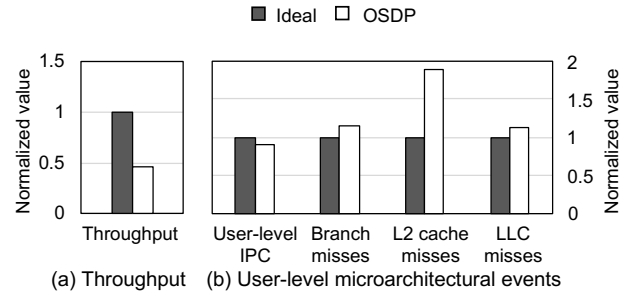 Ideal OSDP
Normalized value
1.5
1
0.5
0
Throughput
(a) Throughput
2
1.5
1
0.5
0
Normalized value
User-level IPC
Branch misses
L2 cache misses
LLC misses
(b) User-level microarchitectural events